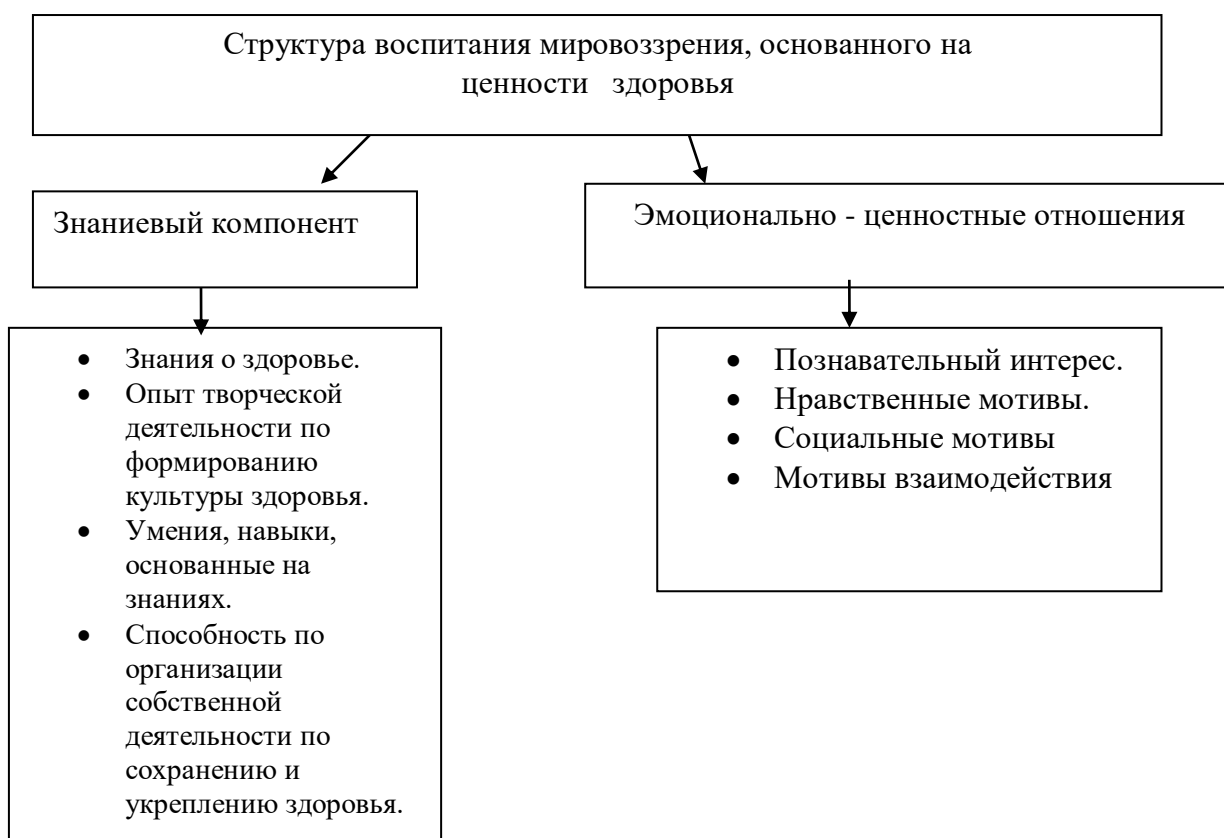 Структура воспитания мировоззрения, основанного на
ценности здоровья
Знаниевый компонент
Эмоционально - ценностные отношения
• Знания о здоровье.
• Опыт творческой
деятельности по
формированию
культуры здоровья.
• Умения, навыки,
основанные на
знаниях.
• Способность по
организации
собственной
деятельности по
сохранению и
укреплению здоровья.
• Познавательный интерес.
• Нравственные мотивы.
• Социальные мотивы
• Мотивы взаимодействия